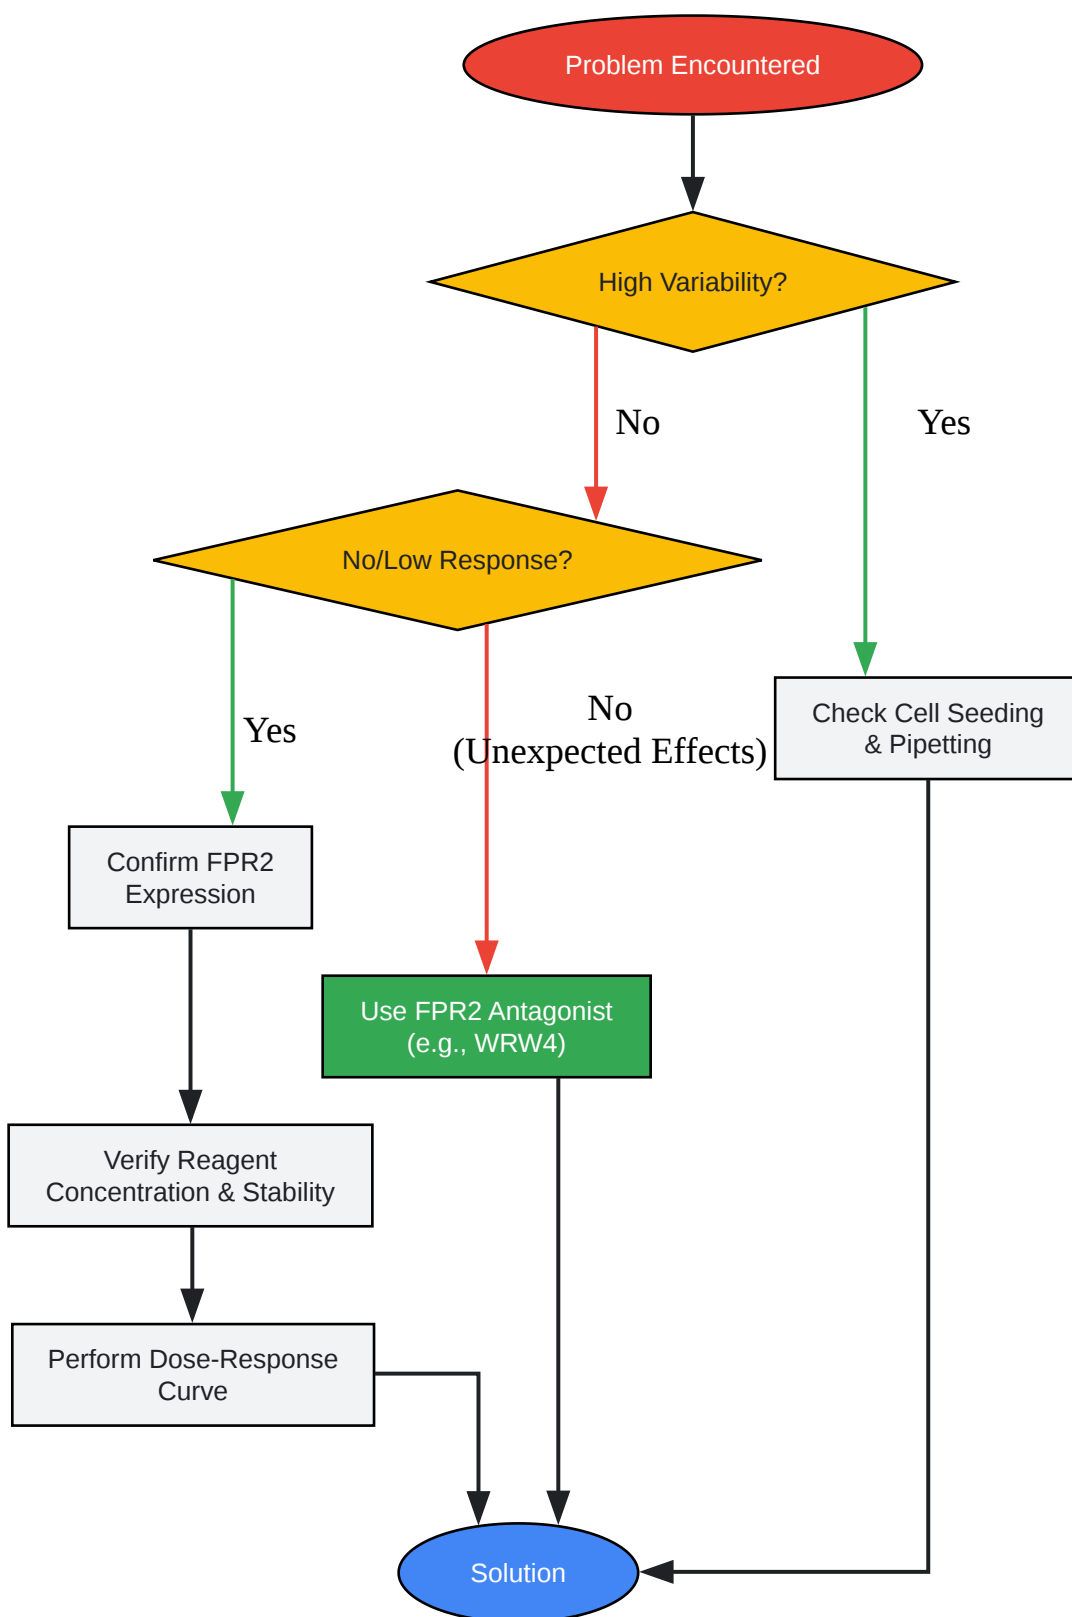 Problem Encountered
High Variability?
No
Yes
No/Low Response?
Yes
No
(Unexpected Effects)
Check Cell Seeding
& Pipetting
Confirm FPR2
Expression
Use FPR2 Antagonist
(e.g., WRW4)
Verify Reagent
Concentration & Stability
Perform Dose-Response
Curve
Solution